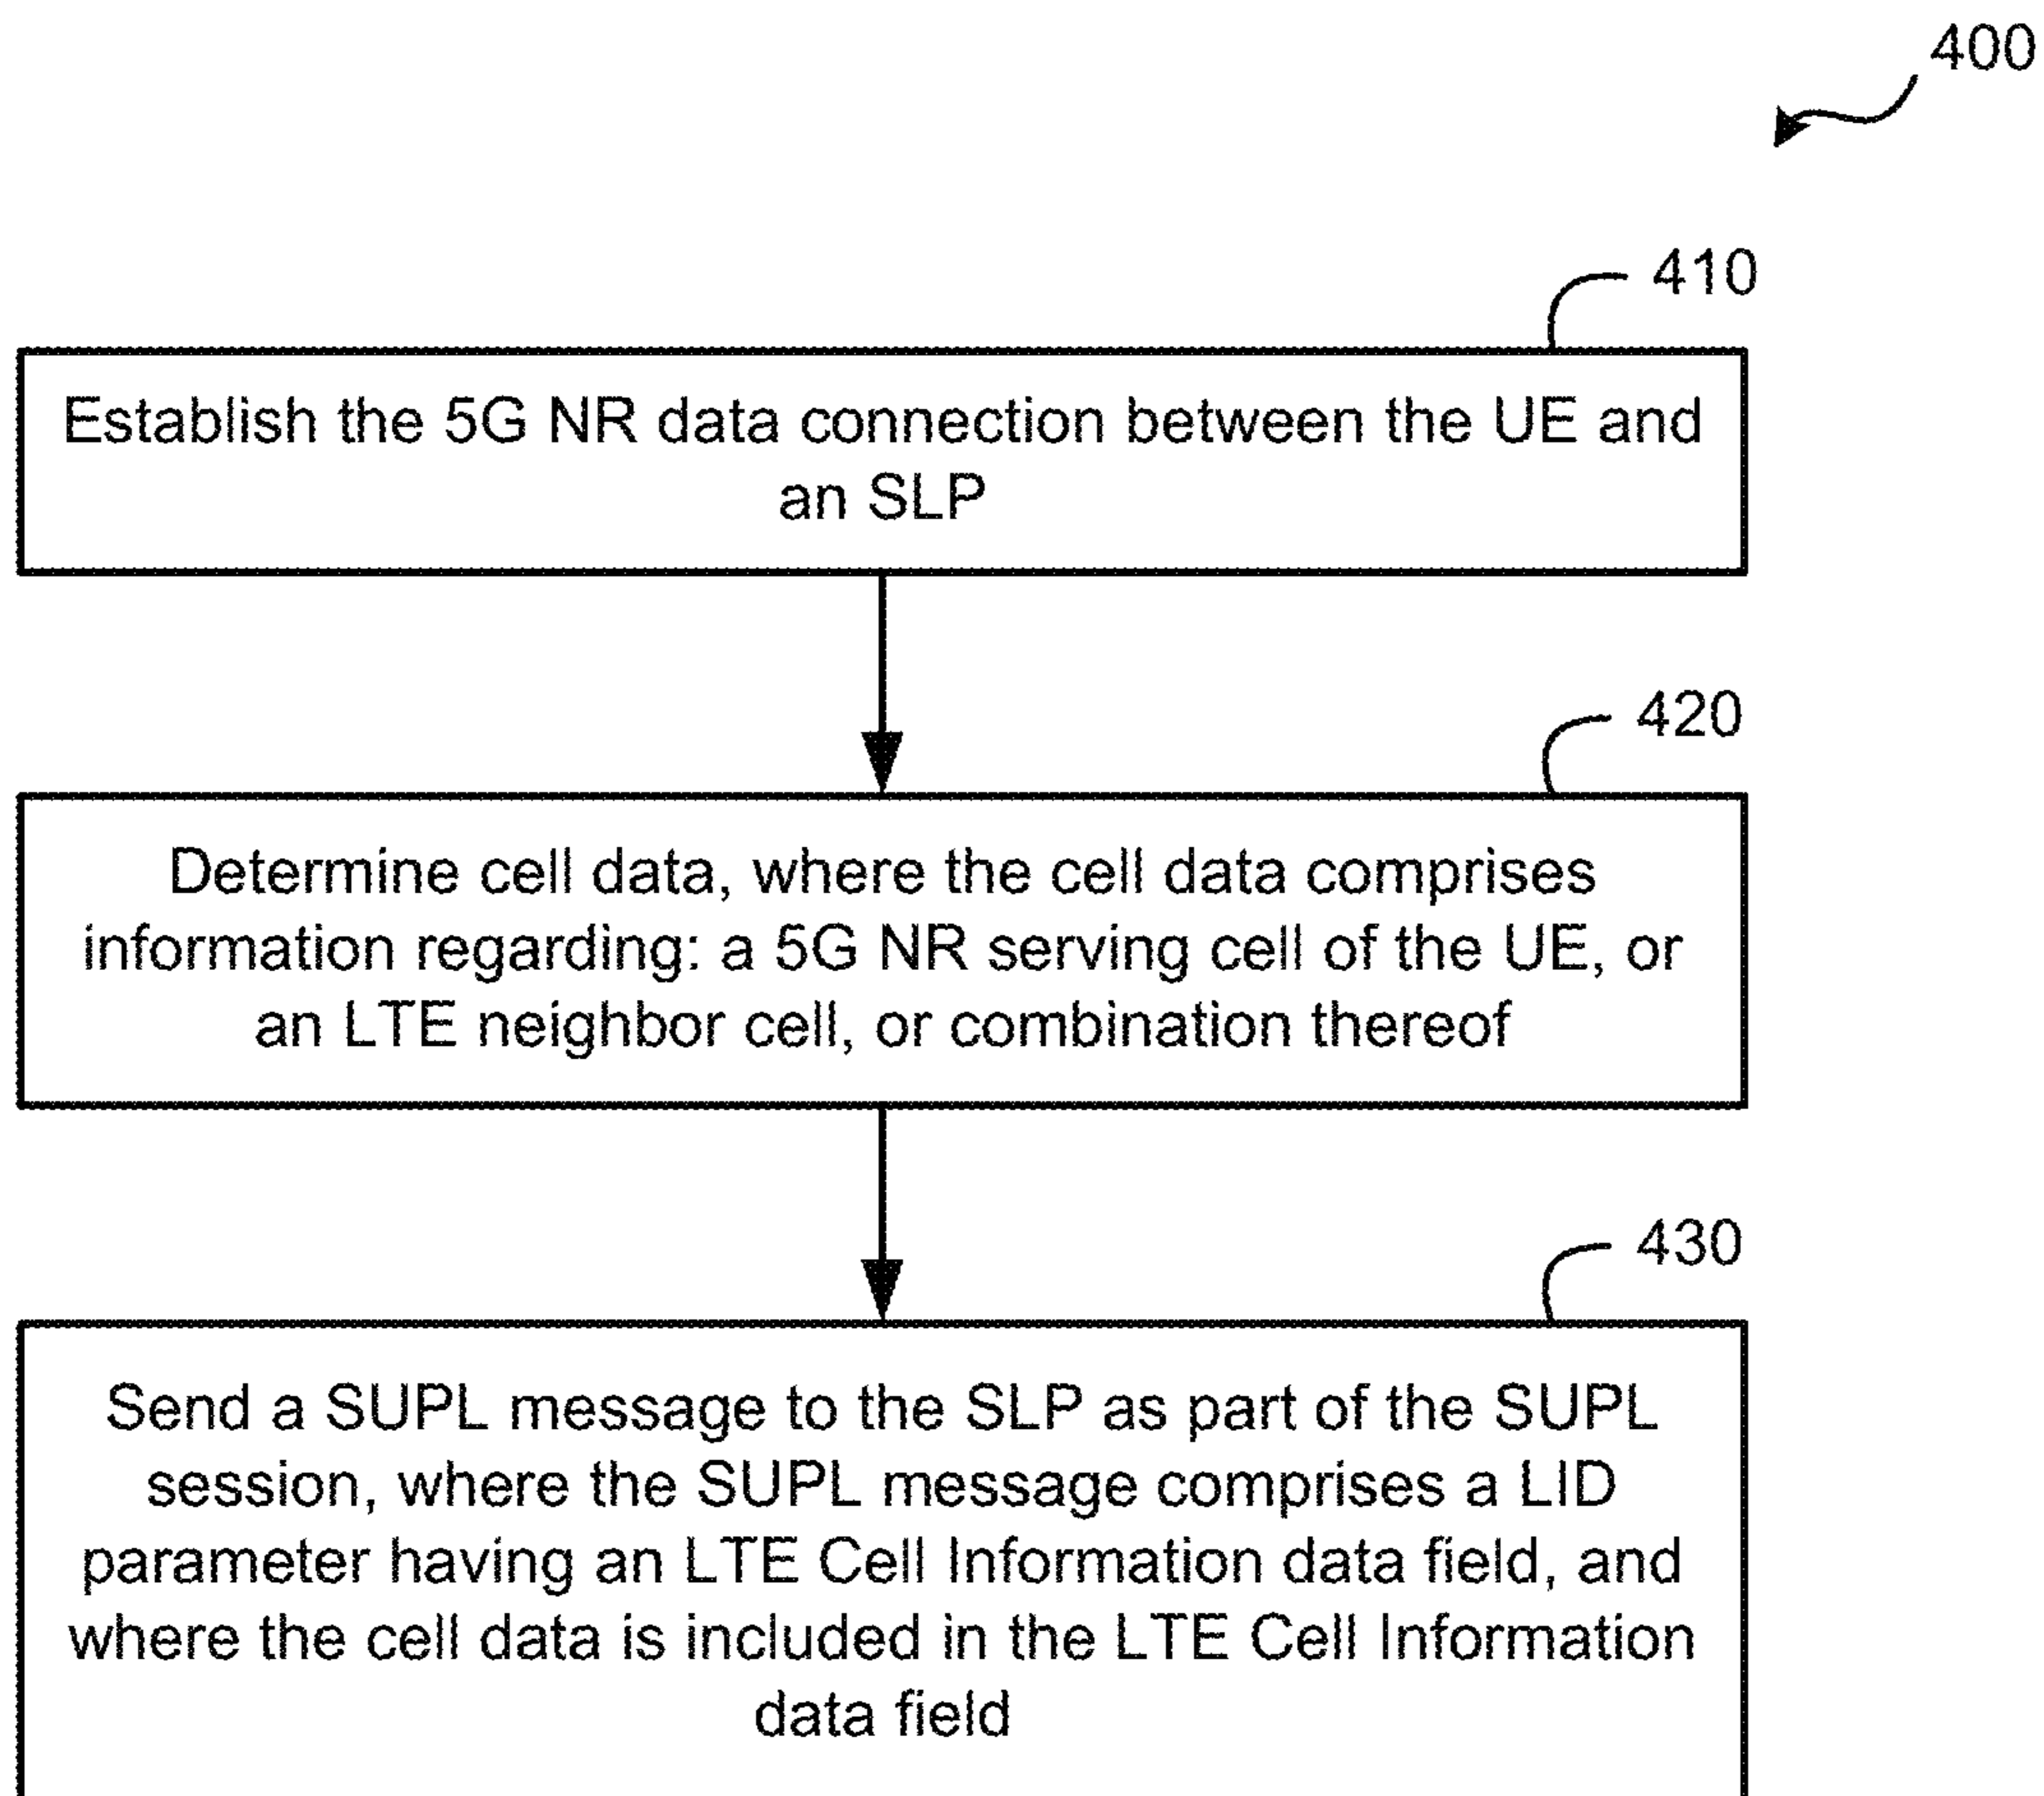 400
410
Establish the 5G NR data connection between the UE and
an SLP
420
Determine cell data, where the cell data comprises
information regarding: a 5G NR serving cell of the UE, or
an LTE neighbor cell, or combination thereof
430
Send a SUPL message to the SLP as part of the SUPL
session, where the SUPL message comprises a LID
parameter having an LTE Cell Information data field, and
where the cell data is included in the LTE Cell Information
data field